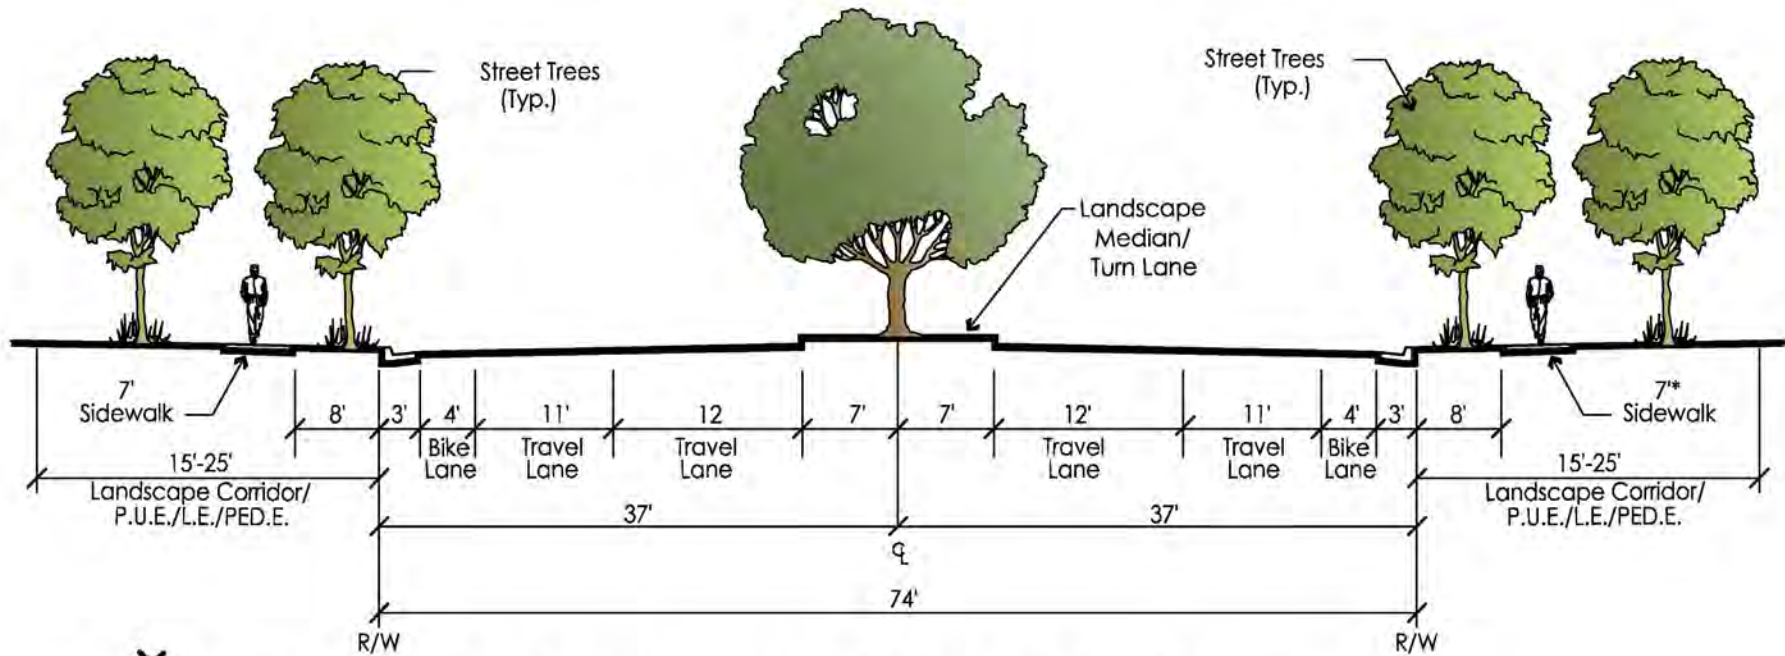 Street Trees
(Typ.)
Street Trees
(Typ.)
Landscape
Median/
Turn Lane
7'
Sidewalk
8'
3'
4'
11'
12
7'
7'
12'
11'
4'
3'
8'
7'*
Sidewalk
Bike
Lane
Travel
Lane
Travel
Lane
Travel
Lane
Travel
Lane
Bike
Lane
15'-25'
Landscape Corridor/
P.U.E./L.E./PED.E.
15'-25'
Landscape Corridor/
P.U.E./L.E./PED.E.
37'
37'
CL
74'
R/W
R/W